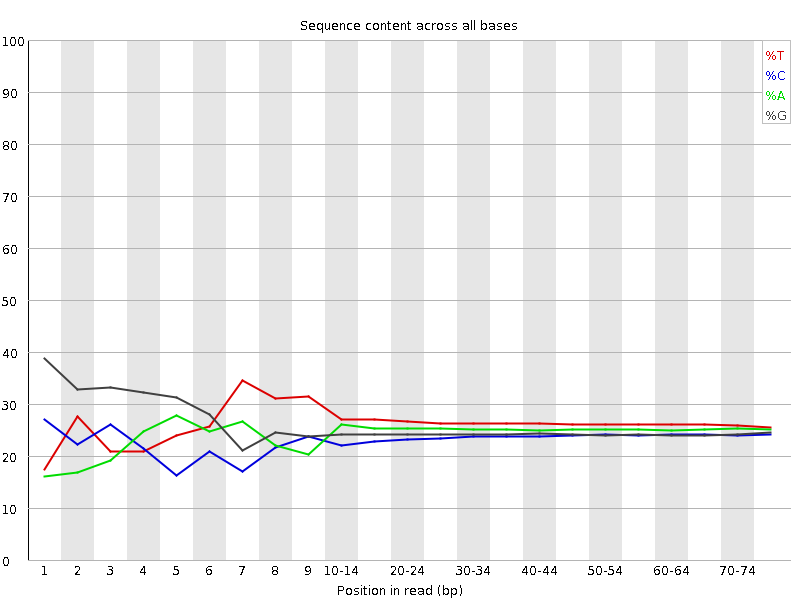 Sequence content across all bases
100
90
80
70
60
50
40
30
20
10
0
%T
%C
%A
%G
1 2 3 4 5 6 7 8 9 10-14 20-24 30-34 40-44 50-54 60-64 70-74
Position in read (bp)